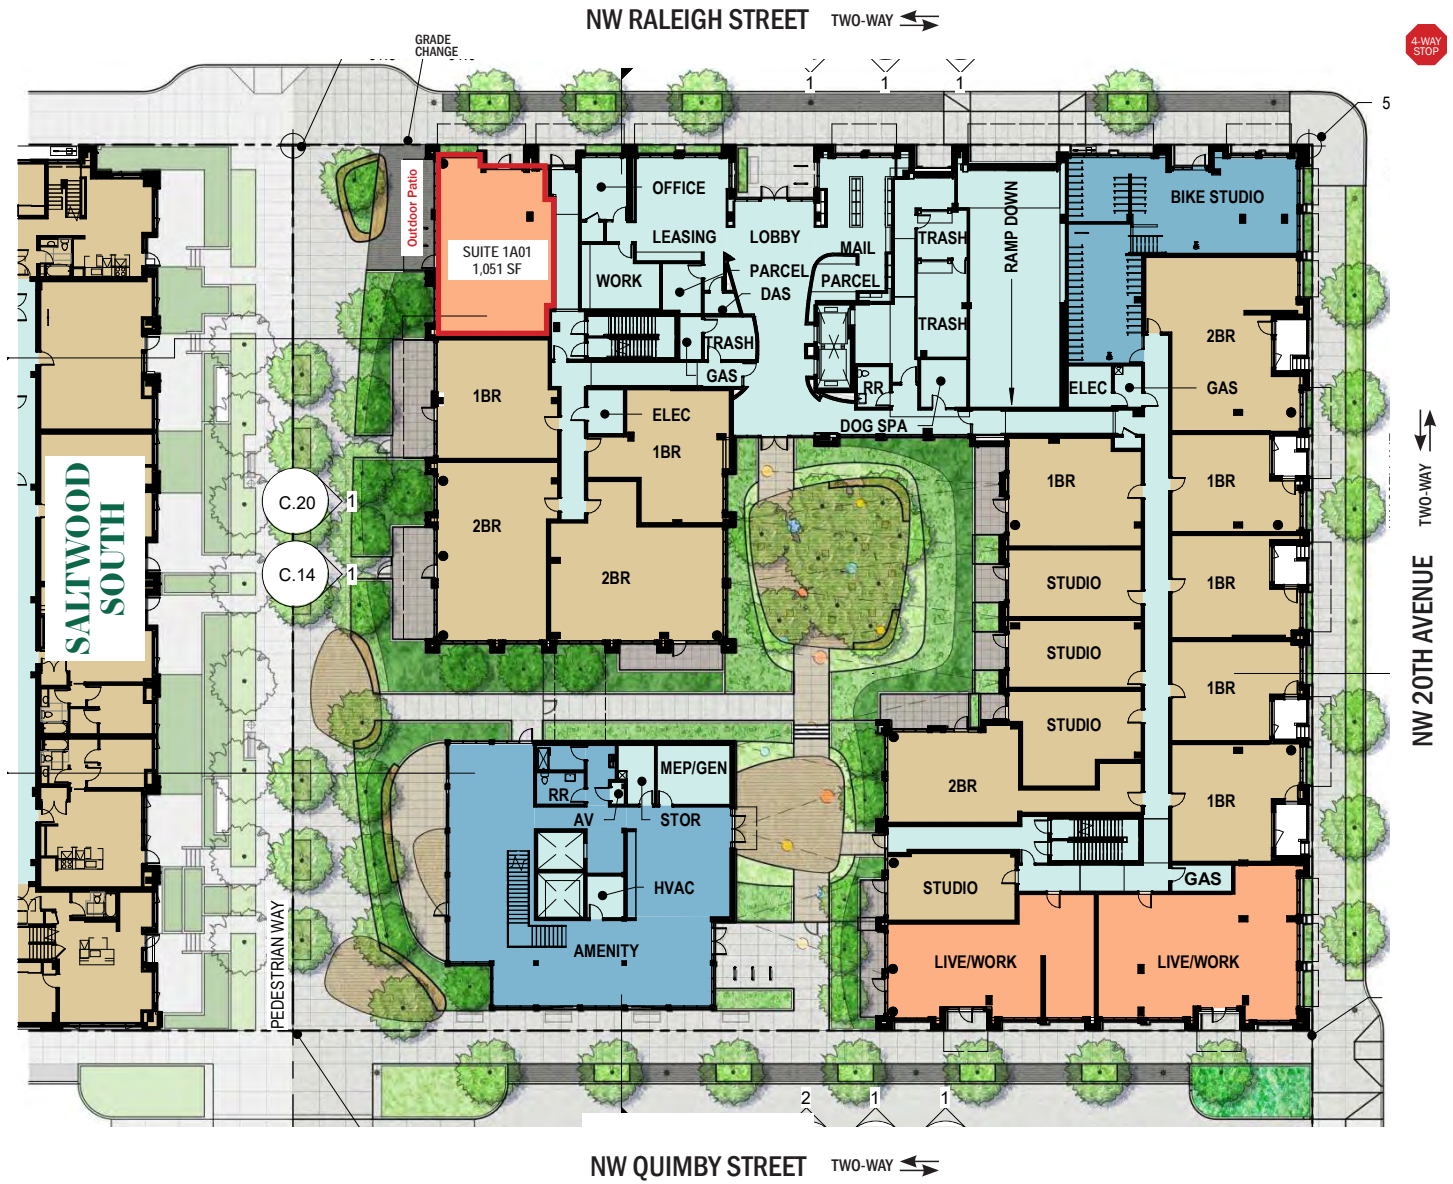 NW RALEIGH STREET TWO-WAY
4-WAY
STOP
GRADE
CHANGE
1 1 1
5
Outdoor Patio
SUITE 1A01
1,051 SF
OFFICE
LEASING
LOBBY
MAIL
WORK
PARCEL
DAS
PARCEL
TRASH
TRASH
TRASH
GAS
RAMP DOWN
BIKE STUDIO
2BR
GAS
ELEC
RR
DOG SPA
1BR
ELEC
1BR
2BR
2BR
1BR
1BR
STUDIO
1BR
STUDIO
1BR
STUDIO
2BR
1BR
STUDIO
GAS
LIVE/WORK
LIVE/WORK
SALTWOOD
SOUTH
C.20 1
C.14 1
PEDESTRIAN WAY
MEP/GEN
RR
AV
STOR
HVAC
AMENITY
TWO-WAY
NW 20TH AVENUE
2 1 1
NW QUIMBY STREET TWO-WAY